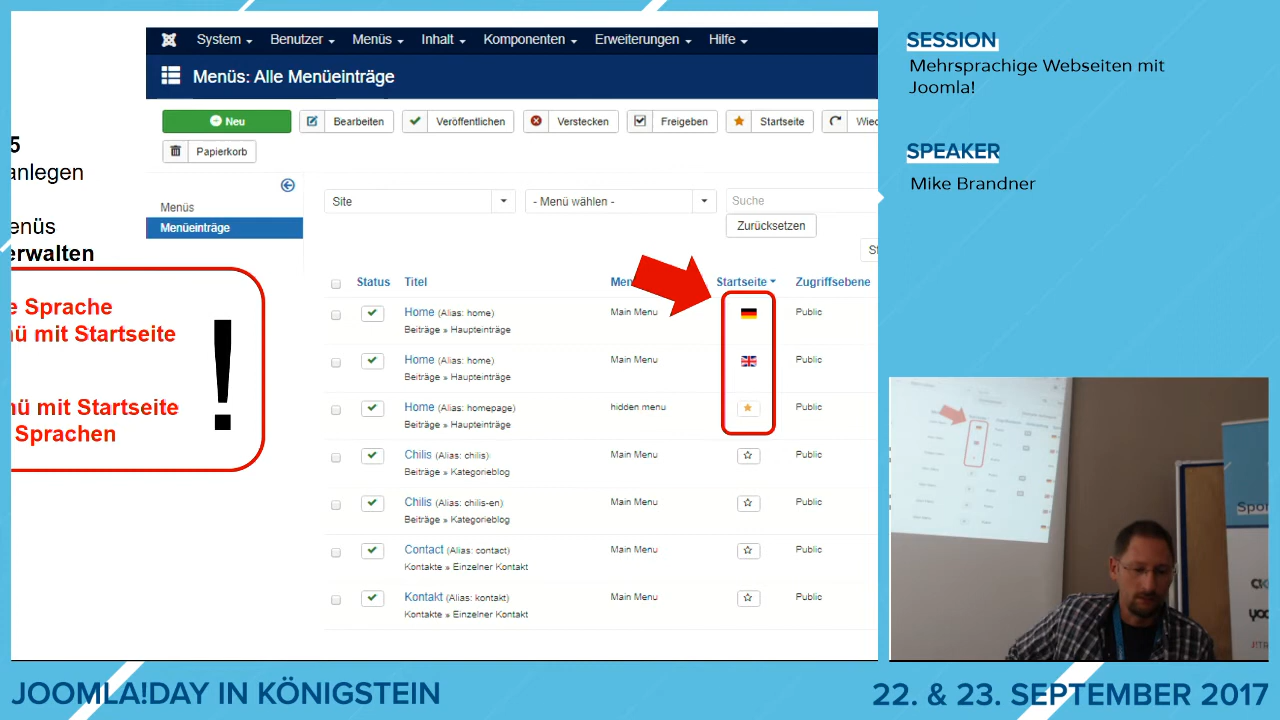 System Benutzer Menüs Inhalt Komponenten Erweiterungen Hilfe
Menüs: Alle Menüeinträge
Neu Bearbeiten Veröffentlichen Verstecken Freigeben Startseite Wied
Papierkorb
5
anlegen
enüs
erwalten
e Sprache
ü mit Startseite
!
ü mit Startseite
Sprachen
Menüs
Menüeinträge
Site - Menü wählen - Suche
Zurücksetzen
Status Titel Men Startseite Zugriffsebene
Home (Alias: home) Main Menu Public
Beiträge » Haupteinträge
Home (Alias: home) Main Menu Public
Beiträge » Haupteinträge
Home (Alias: homepage) hidden menu Public
Beiträge » Haupteinträge
Chilis (Alias: chilis) Main Menu Public
Beiträge » Kategorieblog
Chilis (Alias: chilis-en) Main Menu Public
Beiträge » Kategorieblog
Contact (Alias: contact) Main Menu Public
Kontakte » Einzelner Kontakt
Kontakt (Alias: kontakt) Main Menu Public
Kontakte » Einzelner Kontakt
SESSION
Mehrsprachige Webseiten mit
Joomla!
SPEAKER
Mike Brandner
Spo
JOOMLA!DAY IN KÖNIGSTEIN
22. & 23. SEPTEMBER 2017